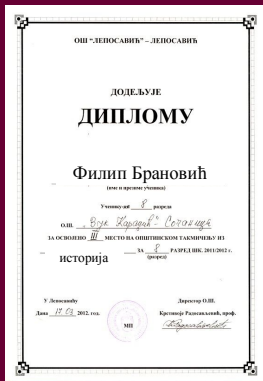 ОШ "ЛЕПОСАВИЋ" – ЛЕПОСАВИЋ
ДОДЕЉУЈЕ
ДИПЛОМУ
Филип Брановић
(име и презиме ученика)
Ученику-ци 8 разреда
О.Ш. „Вук Караџић" - Сочаница
ЗА ОСВОЈЕНО III МЕСТО НА ОПШТИНСКОМ ТАКМИЧЕЊУ ИЗ
историја ЗА 8 РАЗРЕД ШК. 2011/2012 г.
(разред)
У Лепосавићу Директор О.Ш.
Дана 17.03 2012. год. Крстивоје Радосављевић, проф.
МП